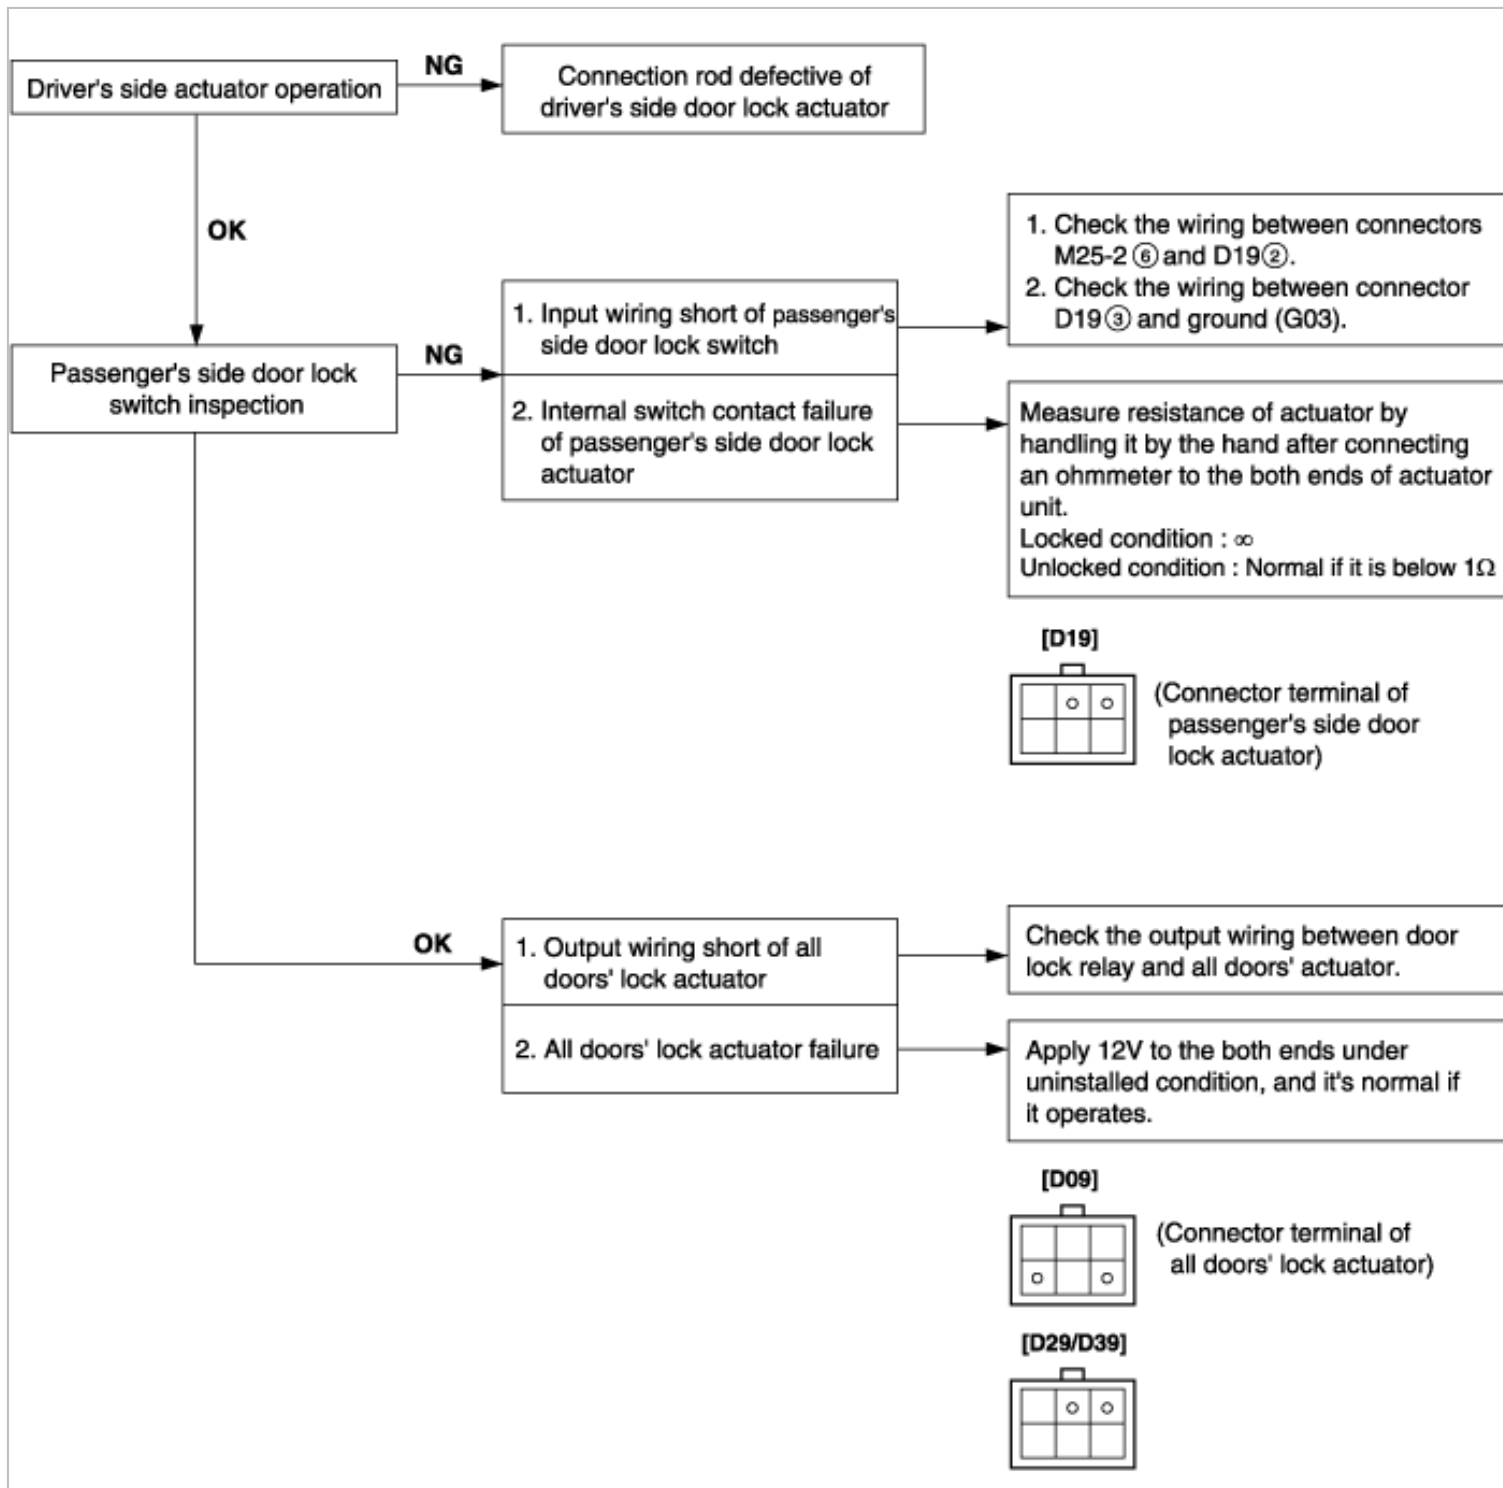 Driver's side actuator operation
NG
Connection rod defective of
driver's side door lock actuator
OK
Passenger's side door lock
switch inspection
NG
1. Input wiring short of passenger's
side door lock switch
2. Internal switch contact failure
of passenger's side door lock
actuator
1. Check the wiring between connectors
M25-2⑥ and D19②.
2. Check the wiring between connector
D19③ and ground (G03).
Measure resistance of actuator by
handling it by the hand after connecting
an ohmmeter to the both ends of actuator
unit.
Locked condition : ∞
Unlocked condition : Normal if it is below 1Ω
[D19]
(Connector terminal of
passenger's side door
lock actuator)
OK
1. Output wiring short of all
doors' lock actuator
2. All doors' lock actuator failure
Check the output wiring between door
lock relay and all doors' actuator.
Apply 12V to the both ends under
uninstalled condition, and it's normal if
it operates.
[D09]
(Connector terminal of
all doors' lock actuator)
[D29/D39]